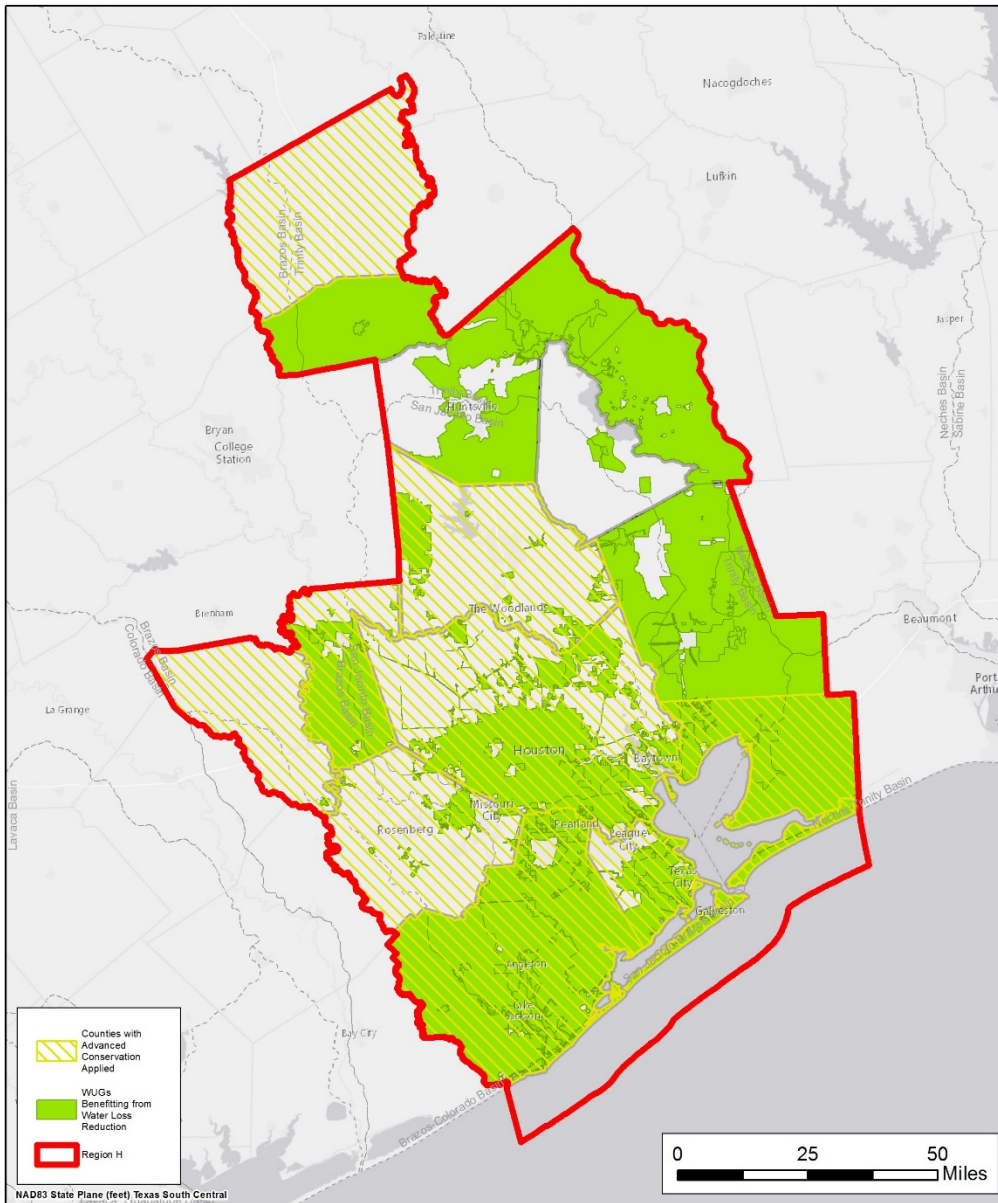 Palestine
Nacogdoches
Lufkin
Brazos Basin
Trinity Basin
Jasper
Neches Basin
Sabine Basin
Huntsville
San Jacinto Basin
Bryan
College
Station
Neches Basin
Trinity Basin
The Woodlands
Brenham
Beaumont
Brazos Basin
Colorado Basin
San Jacinto Basin
Brazos Basin
Port
Arthu
La Grange
Houston
Baytown
Lavaca Basin
Missouri
City
Rosenberg
Pearland
League
City
Neches-Trinity Basin
Texas
City
Galveston
Angleton
Lake
Jackson
Bay City
Brazos-Colorado Basin
Counties with
Advanced
Conservation
Applied
WUGs
Benefitting from
Water Loss
Reduction
Region H
0 25 50
Miles
NAD83 State Plane (feet) Texas South Central